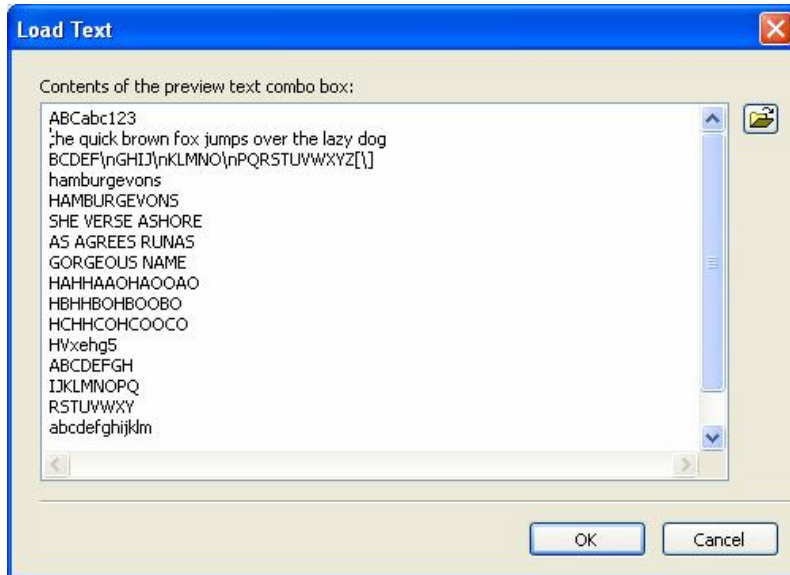 Load Text
Contents of the preview text combo box:
ABCabc123
the quick brown fox jumps over the lazy dog
BCDEF\nGHIJ\nKLMNO\nPQRSTUVWXYZ[\]
hamburgevons
HAMBURGEVONS
SHE VERSE ASHORE
AS AGREES RUNAS
GORGEOUS NAME
HAHHAAOHAOOAO
HBHHBOHBOOBO
HCHHCOHCOOCO
HVxehg5
ABCDEFGH
IJKLMNOPQ
RSTUVWXY
abcdefghijklm
OK Cancel